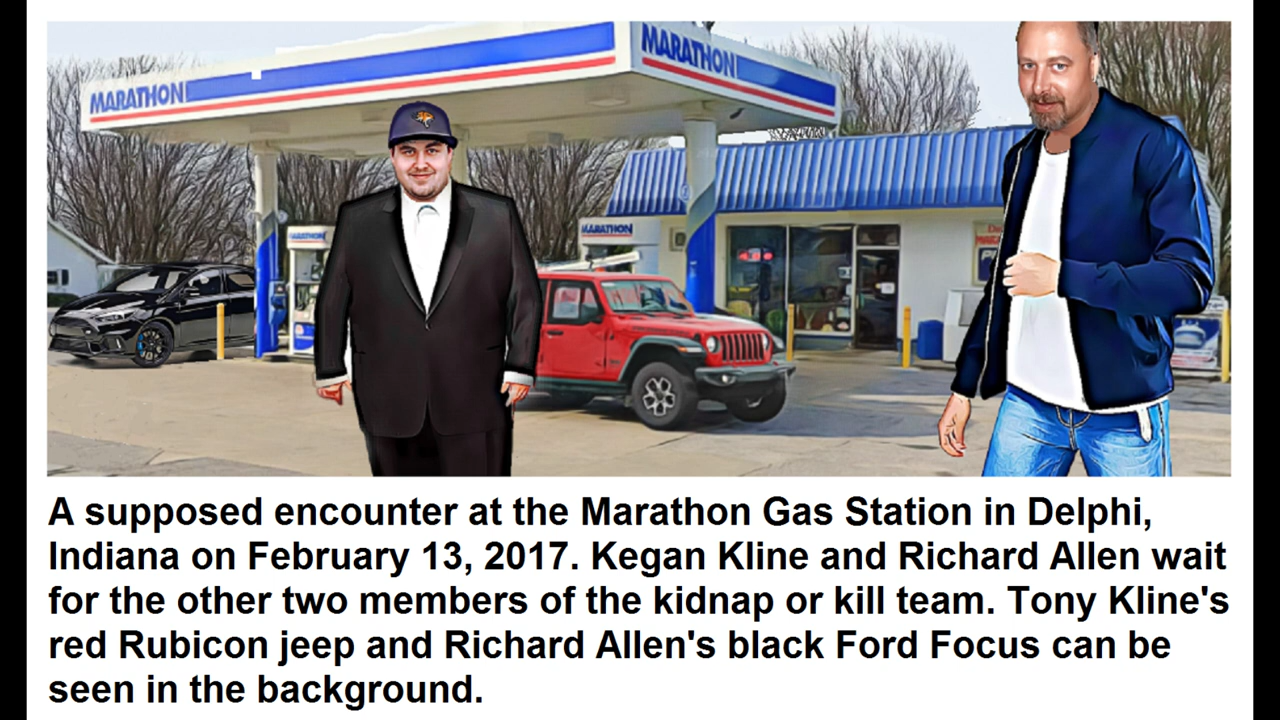 MARATHON
MARATHON
MARATHON
MARATHON
A supposed encounter at the Marathon Gas Station in Delphi,
Indiana on February 13, 2017. Kegan Kline and Richard Allen wait
for the other two members of the kidnap or kill team. Tony Kline's
red Rubicon jeep and Richard Allen's black Ford Focus can be
seen in the background.